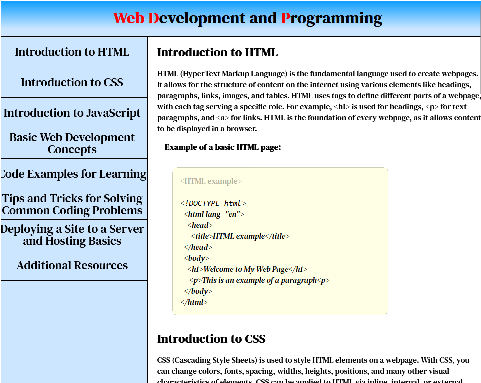 Web Development and Programming
Introduction to HTML
Introduction to CSS
Introduction to JavaScript
Basic Web Development
Concepts
Code Examples for Learning
Tips and Tricks for Solving
Common Coding Problems
Deploying a Site to a Server
and Hosting Basics
Additional Resources
Introduction to HTML
HTML (HyperText Markup Language) is the fundamental language used to create webpages.
It allows for the structure of content on the internet using various elements like headings,
paragraphs, links, images, and tables. HTML uses tags to define different parts of a webpage,
with each tag serving a specific role. For example, <h1> is used for headings, <p> for text
paragraphs, and <a> for links. HTML is the foundation of every webpage, as it allows content
to be displayed in a browser.
Example of a basic HTML page:
<HTML example>
<!DOCTYPE html>
<html lang="en">
<head>
<title>HTML example</title>
</head>
<body>
<h1>Welcome to My Web Page</h1>
<p>This is an example of a paragraph<p>
</body>
</html>
Introduction to CSS
CSS (Cascading Style Sheets) is used to style HTML elements on a webpage. With CSS, you
can change colors, fonts, spacing, widths, heights, positions, and many other visual
characteristics of elements. CSS can be applied to HTML via inline, internal, or external